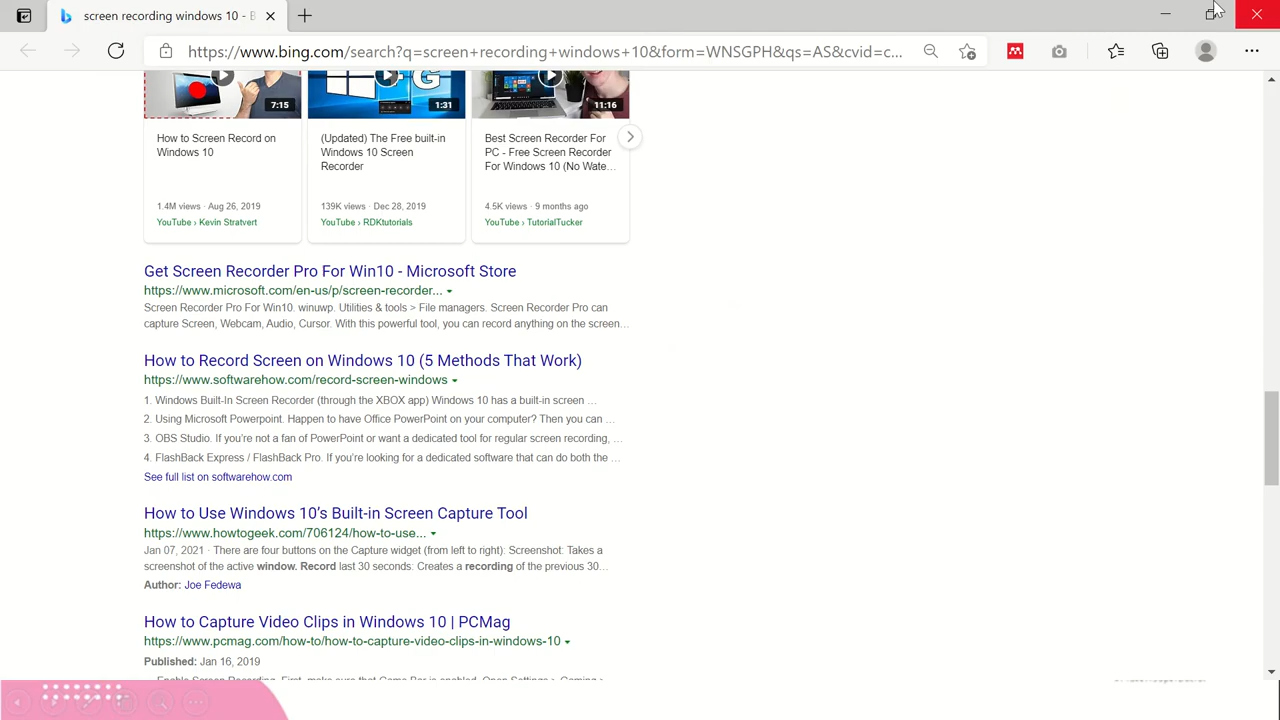 screen recording windows 10 - B
https://www.bing.com/search?q=screen+recording+windows+10&form=WNSGPH&qs=AS&cvid=c...
7:15
1:31
11:16
How to Screen Record on
Windows 10
1.4M views · Aug 26, 2019
YouTube › Kevin Stratvert
(Updated) The Free built-in
Windows 10 Screen
Recorder
139K views · Dec 28, 2019
YouTube › RDKtutorials
Best Screen Recorder For
PC - Free Screen Recorder
For Windows 10 (No Wate...
4.5K views · 9 months ago
YouTube › TutorialTucker
Get Screen Recorder Pro For Win10 - Microsoft Store
https://www.microsoft.com/en-us/p/screen-recorder...
Screen Recorder Pro For Win10. winuwp. Utilities & tools > File managers. Screen Recorder Pro can
capture Screen, Webcam, Audio, Cursor. With this powerful tool, you can record anything on the screen...
How to Record Screen on Windows 10 (5 Methods That Work)
https://www.softwarehow.com/record-screen-windows
1. Windows Built-In Screen Recorder (through the XBOX app) Windows 10 has a built-in screen ...
2. Using Microsoft Powerpoint. Happen to have Office PowerPoint on your computer? Then you can ...
3. OBS Studio. If you're not a fan of PowerPoint or want a dedicated tool for regular screen recording, ...
4. FlashBack Express / FlashBack Pro. If you're looking for a dedicated software that can do both the ...
See full list on softwarehow.com
How to Use Windows 10's Built-in Screen Capture Tool
https://www.howtogeek.com/706124/how-to-use...
Jan 07, 2021 · There are four buttons on the Capture widget (from left to right): Screenshot: Takes a
screenshot of the active window. Record last 30 seconds: Creates a recording of the previous 30...
Author: Joe Fedewa
How to Capture Video Clips in Windows 10 | PCMag
https://www.pcmag.com/how-to/how-to-capture-video-clips-in-windows-10
Published: Jan 16, 2019
Enable Screen Recording. First, make sure that Game Bar is enabled. Open Settings > Gaming >